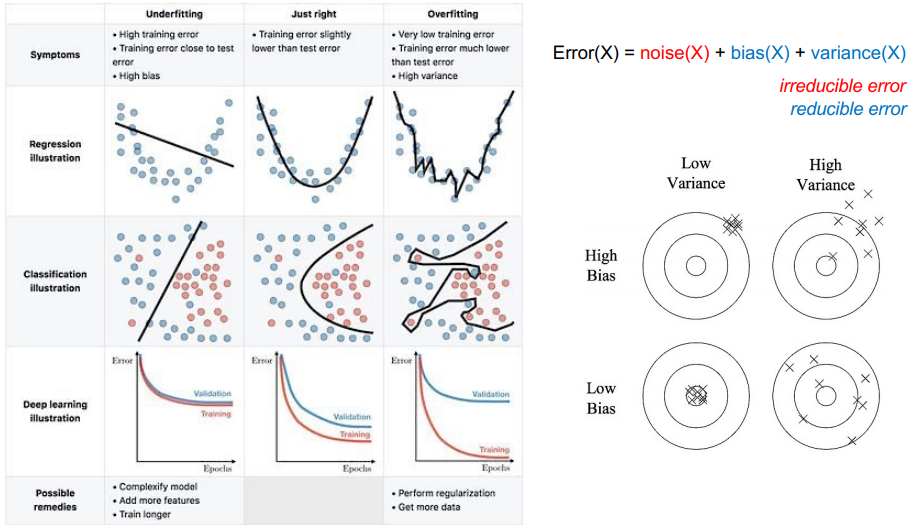 Underfitting
Just right
Overfitting
Symptoms
• High training error
• Training error close to test
error
• High bias
• Training error slightly
lower than test error
• Very low training error
• Training error much lower
than test error
• High variance
Regression
illustration
Classification
illustration
Deep learning
illustration
Error
Validation
Training
Epochs
Error
Validation
Training
Epochs
Error
Validation
Training
Epochs
Possible
remedies
• Complexify model
• Add more features
• Train longer
• Perform regularization
• Get more data
Error(X) = noise(X) + bias(X) + variance(X)
irreducible error
reducible error
Low
Variance
High
Variance
High
Bias
Low
Bias